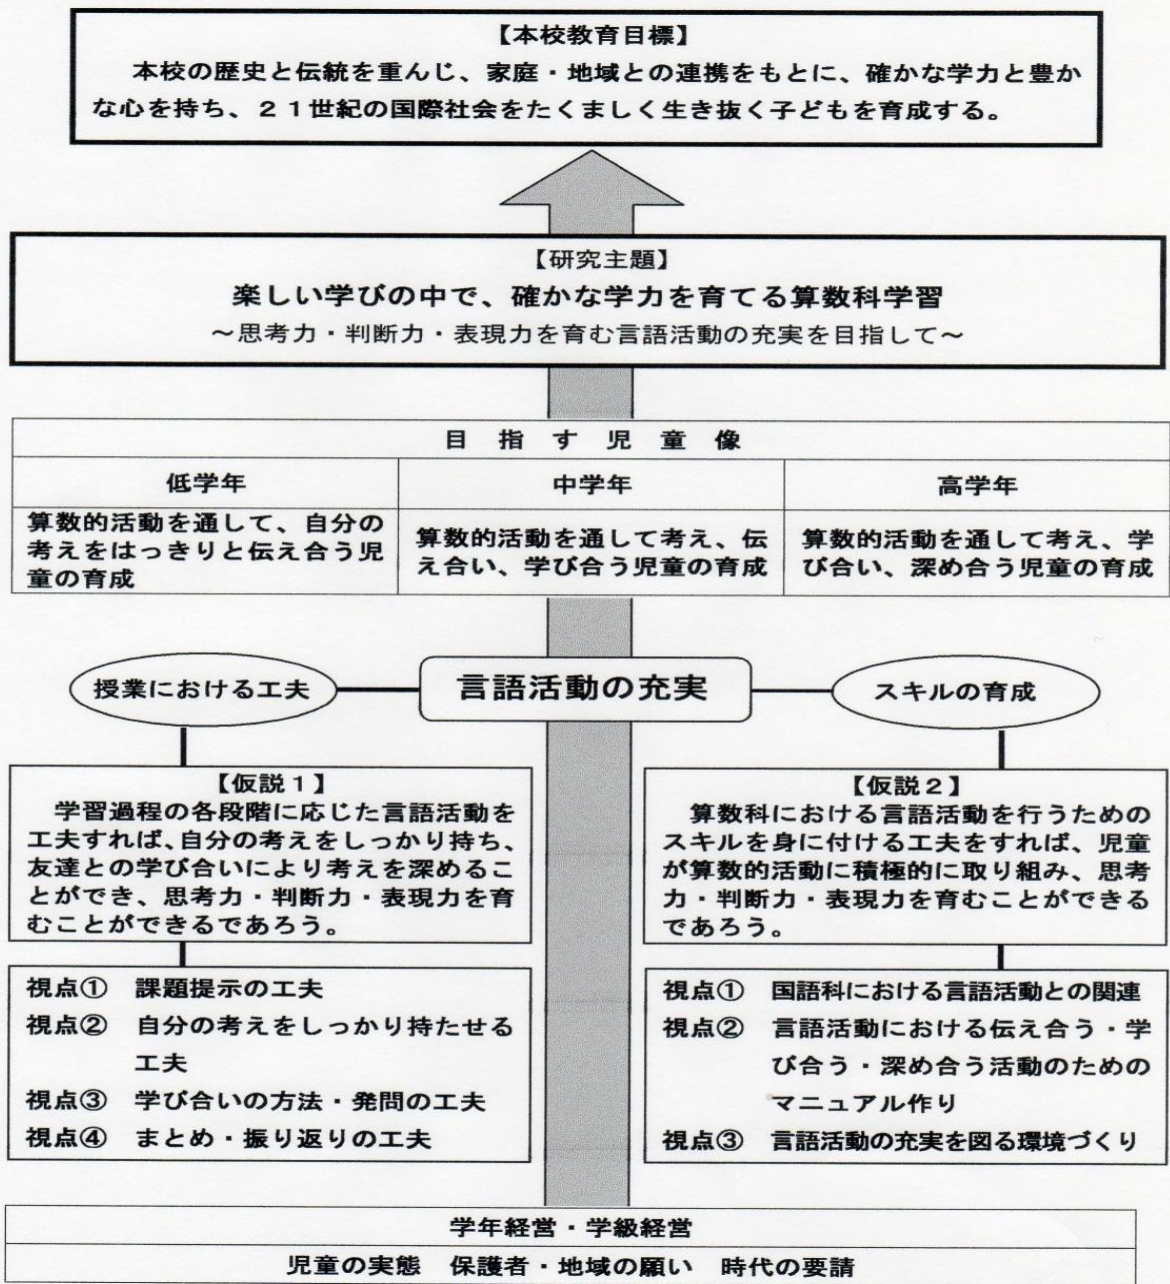 【本校教育目標】
本校の歴史と伝統を重んじ、家庭・地域との連携をもとに、確かな学力と豊か
な心を持ち、21世紀の国際社会をたくましく生き抜く子どもを育成する。
【研究主題】
楽しい学びの中で、確かな学力を育てる算数科学習
～思考力・判断力・表現力を育む言語活動の充実を目指して～
目 指 す 児 童 像
低学年
中学年
高学年
算数的活動を通して、自分の
考えをはっきりと伝え合う児
童の育成
算数的活動を通して考え、伝
え合い、学び合う児童の育成
算数的活動を通して考え、学
び合い、深め合う児童の育成
授業における工夫
言語活動の充実
スキルの育成
【仮説1】
学習過程の各段階に応じた言語活動を
工夫すれば、自分の考えをしっかり持ち、
友達との学び合いにより考えを深めるこ
とができ、思考力・判断力・表現力を育
むことができるであろう。
視点① 課題提示の工夫
視点② 自分の考えをしっかり持たせる
工夫
視点③ 学び合いの方法・発問の工夫
視点④ まとめ・振り返りの工夫
【仮説2】
算数科における言語活動を行うための
スキルを身に付ける工夫をすれば、児童
が算数的活動に積極的に取り組み、思考
力・判断力・表現力を育むことができる
であろう。
視点① 国語科における言語活動との関連
視点② 言語活動における伝え合う・学
び合う・深め合う活動のための
マニュアル作り
視点③ 言語活動の充実を図る環境づくり
学年経営・学級経営
児童の実態 保護者・地域の願い 時代の要請